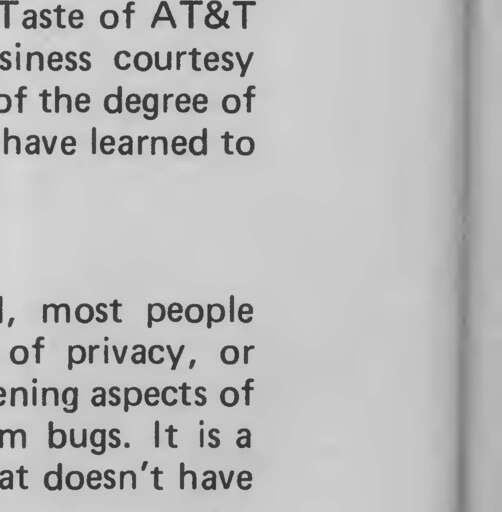 Taste of AT&T
siness courtesy
of the degree of
have learned to
, most people
of privacy, or
ening aspects of
m bugs. It is a
at doesn't have